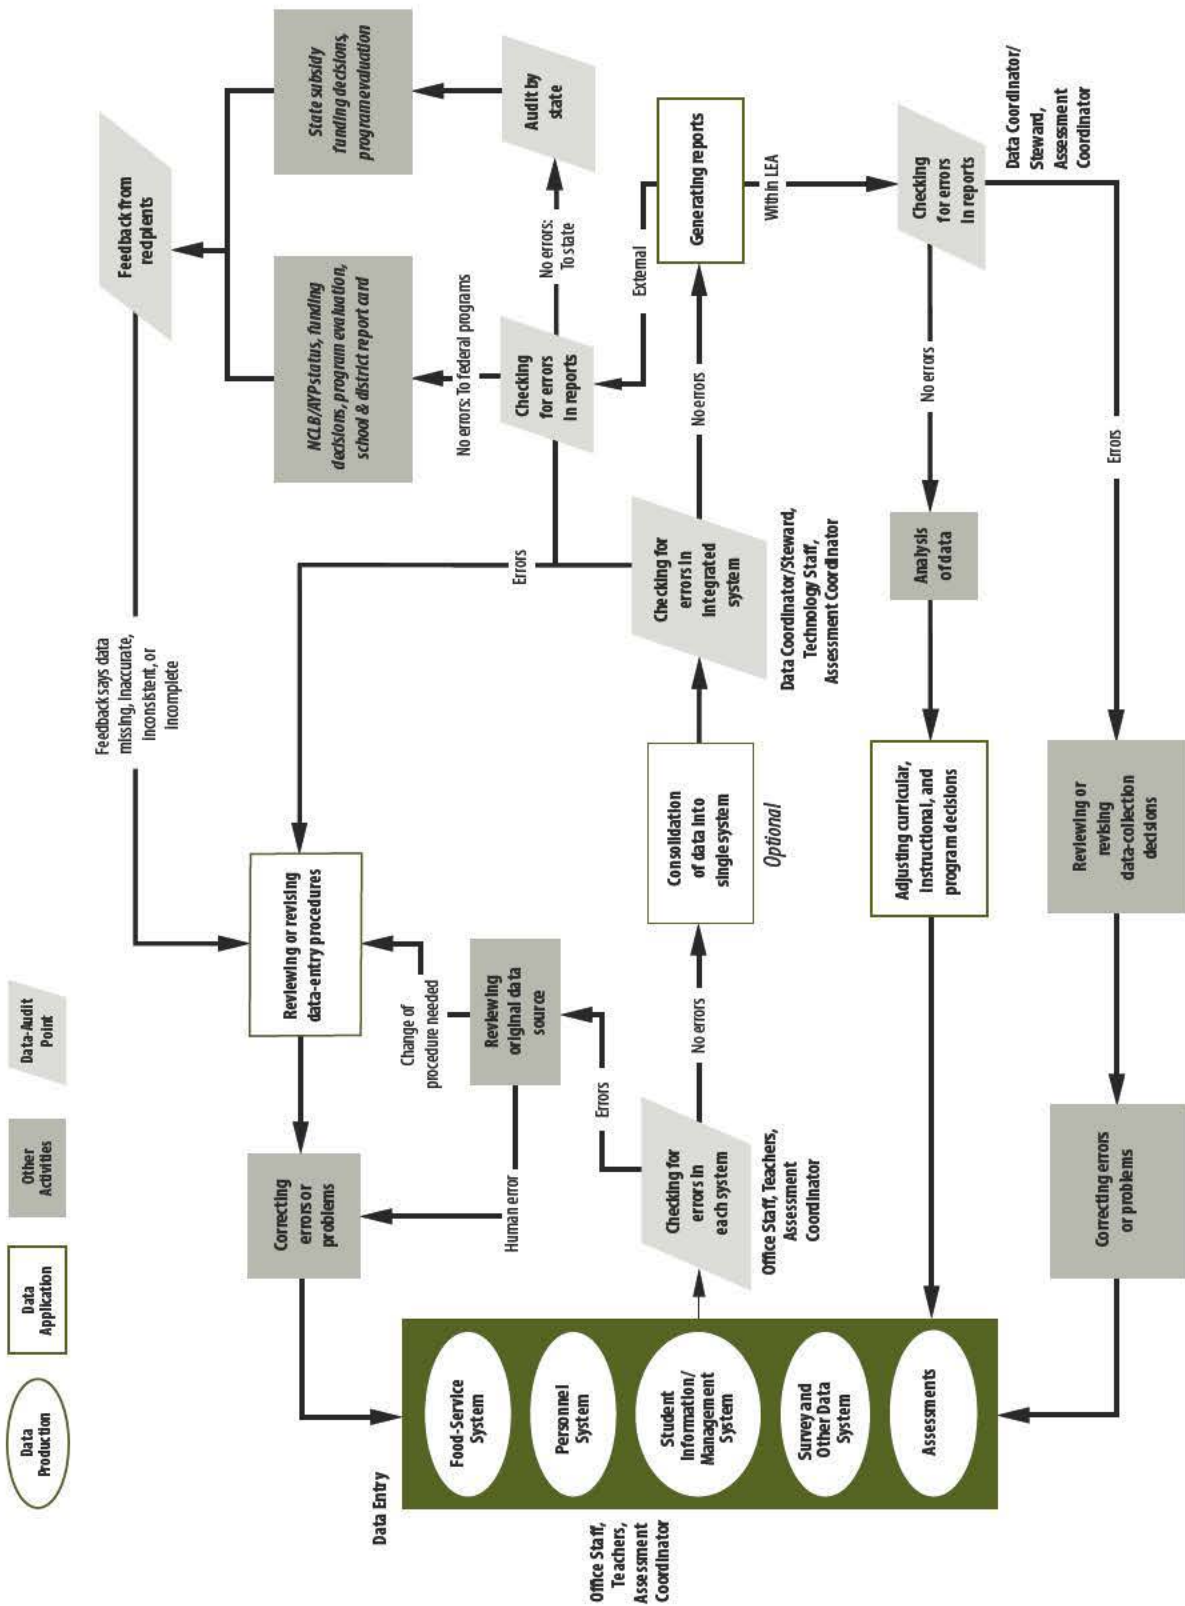 Data
Production
Data
Application
Other
Activities
Data-Audit
Point
Feedback says data
missing, Inaccurate,
Inconsistent, or
Incomplete
Feedback from
redpients
Correcting
errors or
problems
Reviewing or revising
data-entry procedures
Errors
NCLB/AYPstatus, funding
decisions, program evaluation,
school & district report card
State subsidy
funding decisions,
programevaluation
Data Entry
Human error
Change of
procedure needed
No errors: To federal programs
Food-Service
System
Reviewing
original data
source
Checking
for errors
In reports
No errors:
To state
Audit by
state
Personnel
System
Office Staff,
Teachers,
Assessment
Coordinator
Errors
External
Student
Information/
Management
System
Checking for
errors In
each system
No errors
Consolidation
of data Into
single system
Checking for
errors In
Integrated
system
No errors
Generating reports
Office Staff, Teachers,
Assessment
Coordinator
Optional
Data Coordinator/Steward,
Technology Staff,
Assessment Coordinator
Within LEA
Survey and
Other Data
System
Assessments
Adjusting curricular,
Instructional, and
program decisions
Analysis
of data
No errors
Checking
for errors
In reports
Data Coordinator/
Steward,
Assessment
Coordinator
Correcting errors
or problems
Reviewing or
revising
data-collection
decisions
Errors